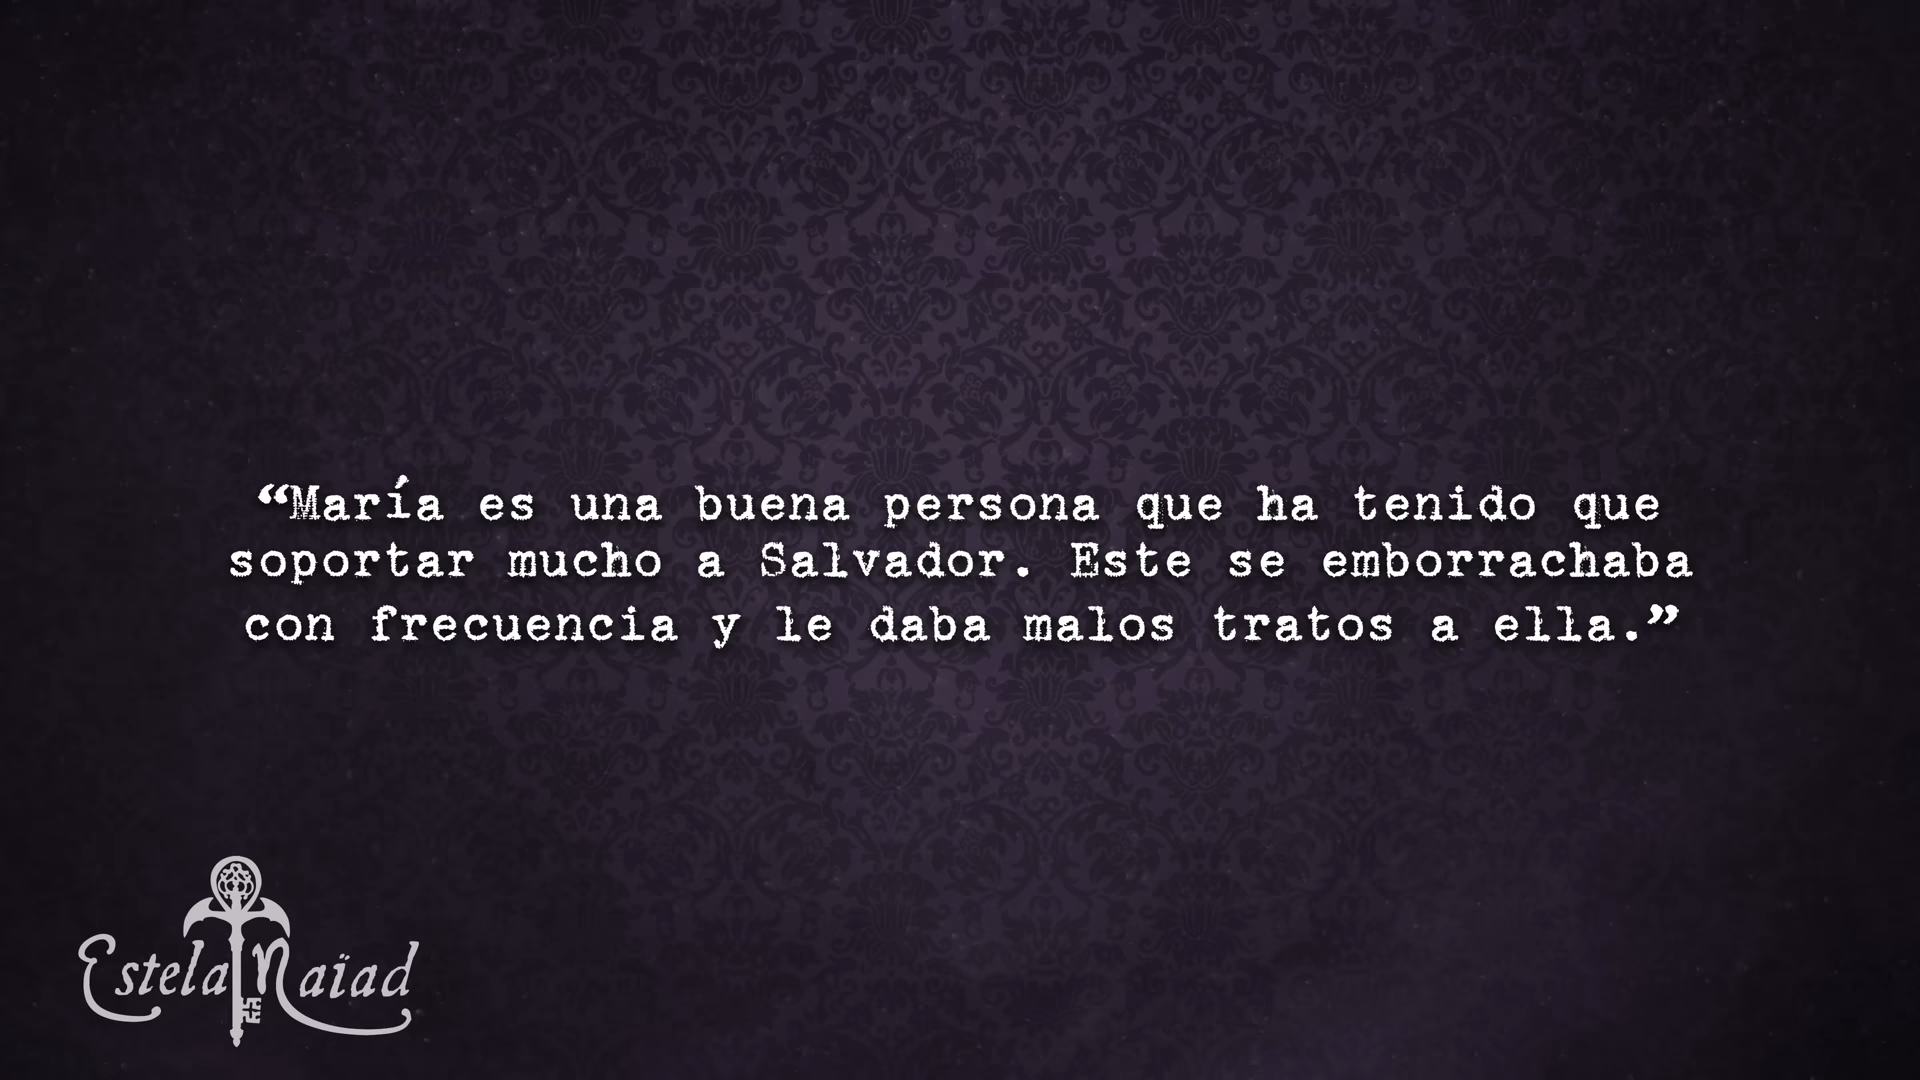 “María es una buena persona que ha tenido que
soportar mucho a Salvador. Este se emborrachaba
con frecuencia y le daba malos tratos a ella.”
Estela Naïad